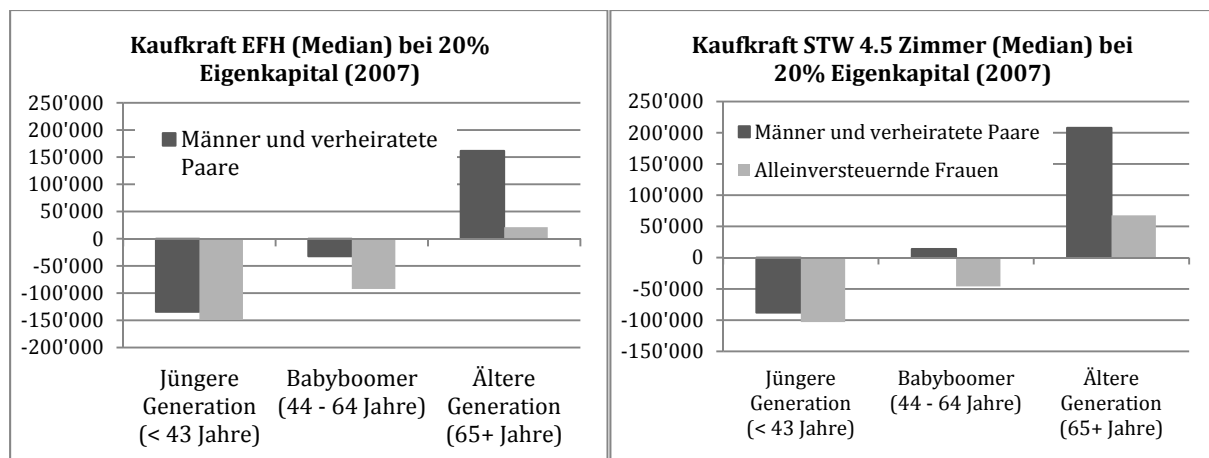 Kaufkraft EFH (Median) bei 20%
Eigenkapital (2007)
250'000
200'000
150'000
100'000
50'000
0
-50'000
-100'000
-150'000
-200'000
Männer und verheiratete
Paare
Jüngere
Generation
(< 43 Jahre)
Babyboomer
(44 - 64 Jahre)
Ältere
Generation
(65+ Jahre)
Kaufkraft STW 4.5 Zimmer (Median) bei
20% Eigenkapital (2007)
250'000
200'000
150'000
100'000
50'000
0
-50'000
-100'000
-150'000
Männer und verheiratete Paare
Alleinversteuernde Frauen
Jüngere
Generation
(< 43 Jahre)
Babyboomer
(44 - 64 Jahre)
Ältere
Generation
(65+ Jahre)